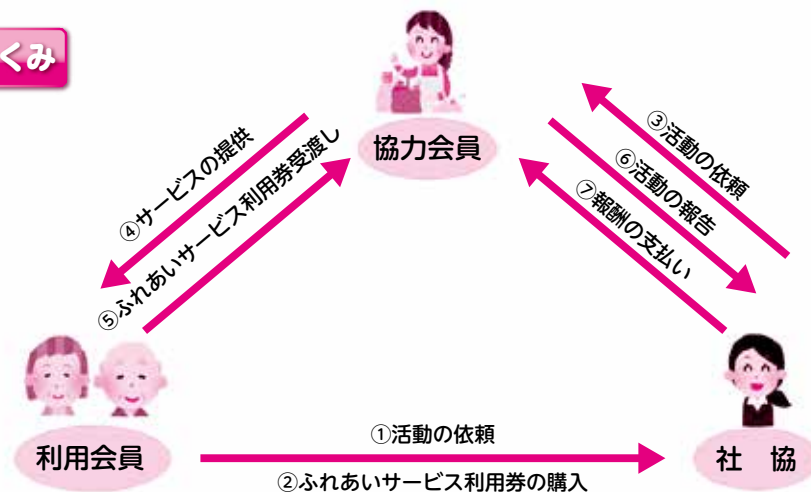 くみ
協力会員
③活動の依頼
⑥活動の報告
⑦報酬の支払い
④サービスの提供
⑤ふれあいサービス利用券受渡し
利用会員
①活動の依頼
②ふれあいサービス利用券の購入
社 協